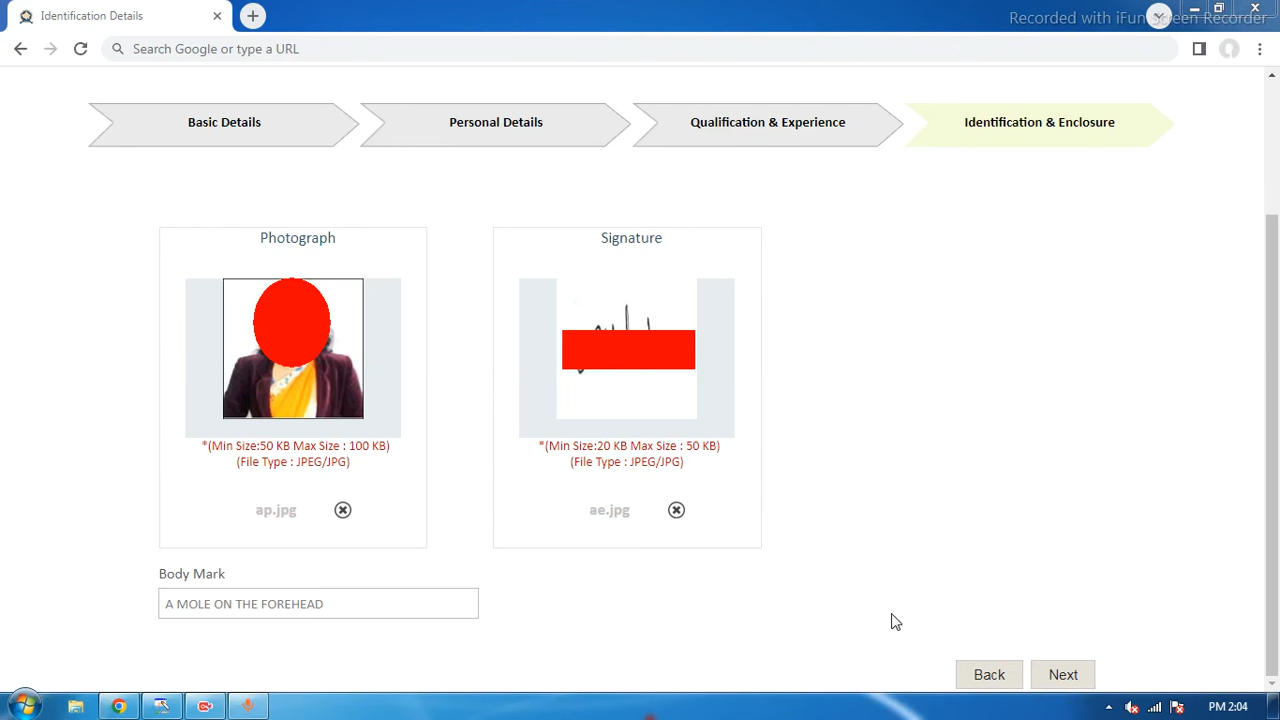 Identification Details
Recorded with iFun Screen Recorder
Search Google or type a URL
Basic Details
Personal Details
Qualification & Experience
Identification & Enclosure
Photograph
Signature
*(Min Size:50 KB Max Size : 100 KB)
(File Type : JPEG/JPG)
*(Min Size:20 KB Max Size : 50 KB)
(File Type : JPEG/JPG)
ap.jpg
ae.jpg
Body Mark
A MOLE ON THE FOREHEAD
Back
Next
PM 2:04